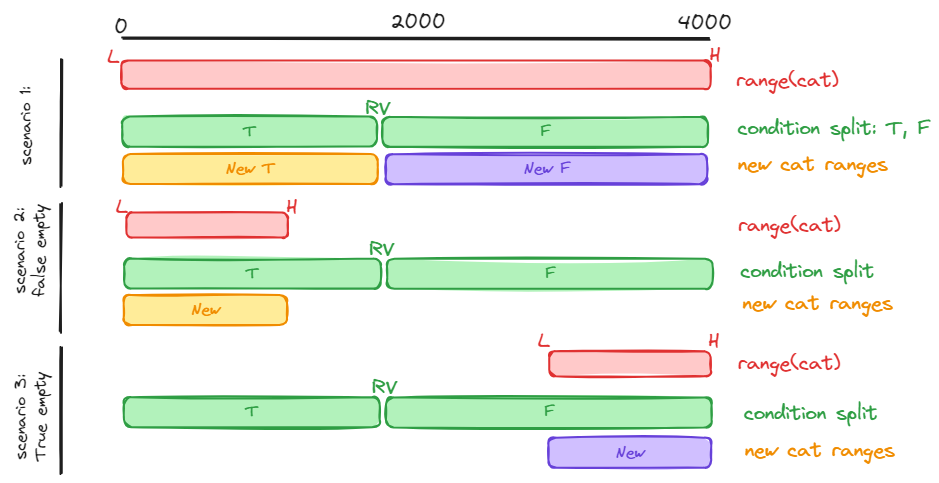 0 2000 4000
scenario 1:
L H
range(cat)
RV
T F
condition split: T, F
New T New F
new cat ranges
scenario 2:
false empty
L H
range(cat)
RV
T F
condition split
New
new cat ranges
scenario 3:
True empty
L H
range(cat)
RV
T F
condition split
New
new cat ranges